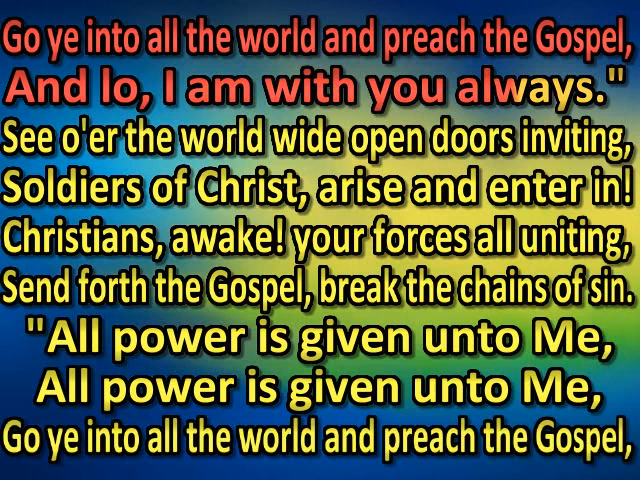 Go ye into all the world and preach the Gospel,
And lo, I am with you always."
See o'er the world wide open doors inviting,
Soldiers of Christ, arise and enter in!
Christians, awake! your forces all uniting,
Send forth the Gospel, break the chains of sin.
"All power is given unto Me,
All power is given unto Me,
Go ye into all the world and preach the Gospel,